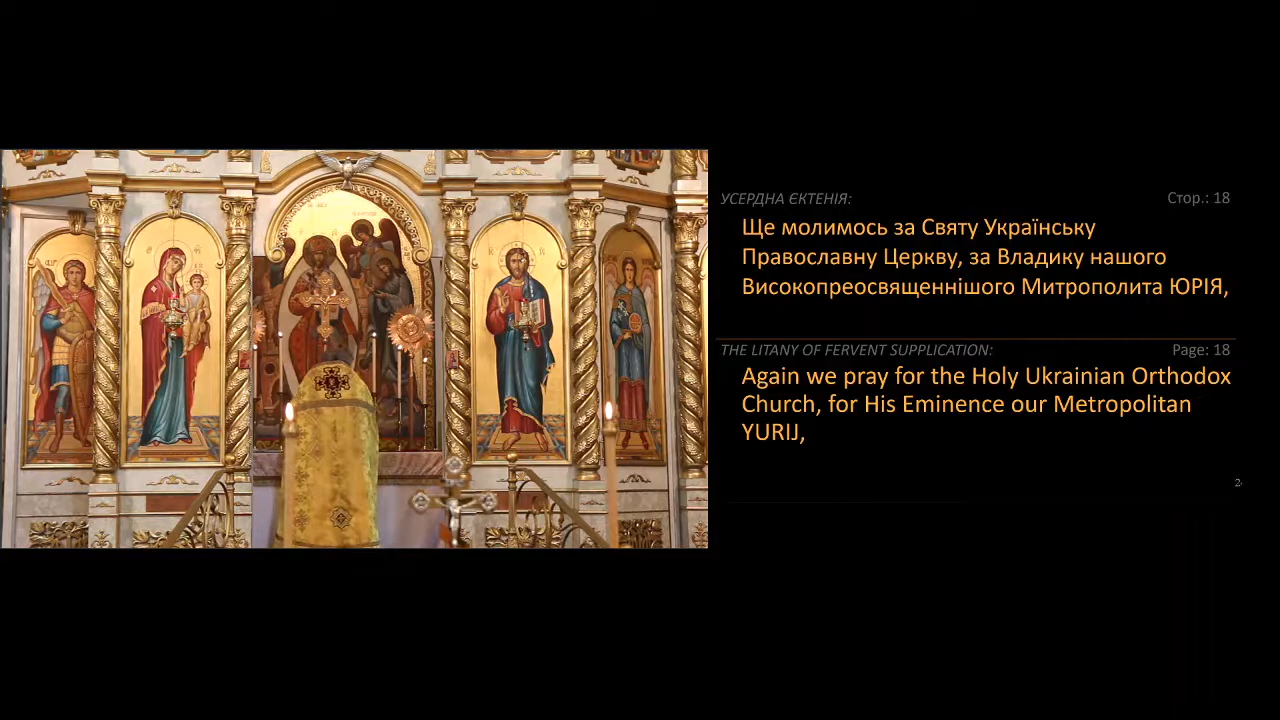 УСЕРДНА ЄКТЕНІЯ: Стор.: 18
Ще молимось за Святу Українську
Православну Церкву, за Владику нашого
Високопреосвященнішого Митрополита ЮРІЯ,
THE LITANY OF FERVENT SUPPLICATION: Page: 18
Again we pray for the Holy Ukrainian Orthodox
Church, for His Eminence our Metropolitan
YURIJ,